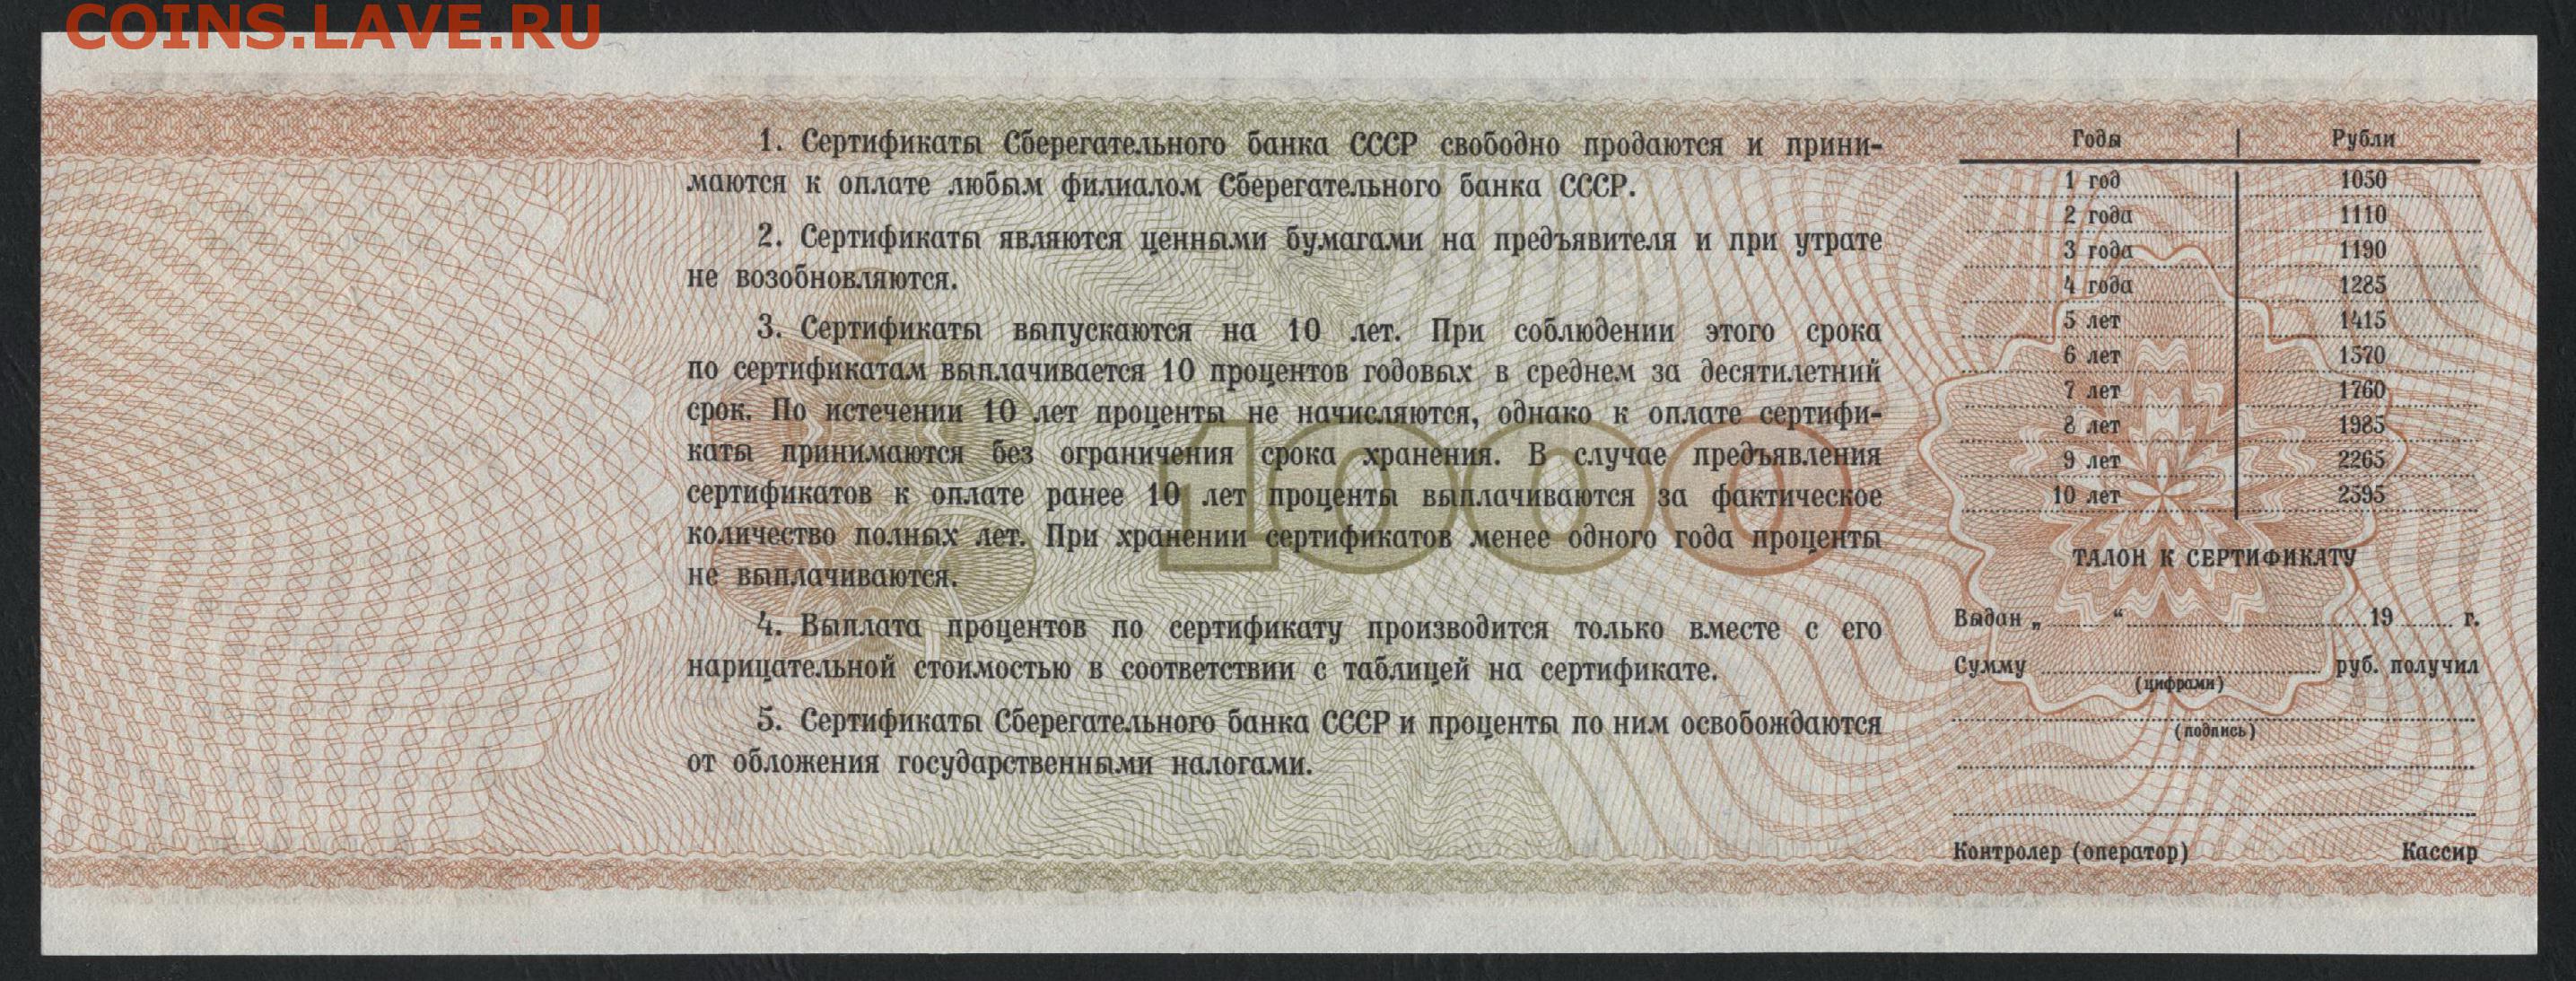 COINS.LAVE.RU
1. Сертификаты Сберегательного банка СССР свободно продаются и прини-
маются к оплате любым филиалом Сберегательного банка СССР.
2. Сертификаты являются ценными бумагами на предъявителя и при утрате
не возобновляются.
3. Сертификаты выпускаются на 10 лет. При соблюдении этого срока
по сертификатам выплачивается 10 процентов годовых в среднем за десятилетний
срок. По истечении 10 лет проценты не начисляются, однако к оплате сертифи-
каты принимаются без ограничения срока хранения. В случае предъявления
сертификатов к оплате ранее 10 лет проценты выплачиваются за фактическое
количество полных лет. При хранении сертификатов менее одного года проценты
не выплачиваются.
4. Выплата процентов по сертификату производится только вместе с его
нарицательной стоимостью в соответствии с таблицей на сертификате.
5. Сертификаты Сберегательного банка СССР и проценты по ним освобождаются
от обложения государственными налогами.
1000
Годы Рубли
1 год 1050
2 года 1110
3 года 1190
4 года 1285
5 лет 1415
6 лет 1570
7 лет 1760
8 лет 1985
9 лет 2265
10 лет 2595
ТАЛОН К СЕРТИФИКАТУ
Выдан „ “ 19 г.
Сумму руб. получил
(цифрами)
(подпись)
Контролер (оператор) Кассир